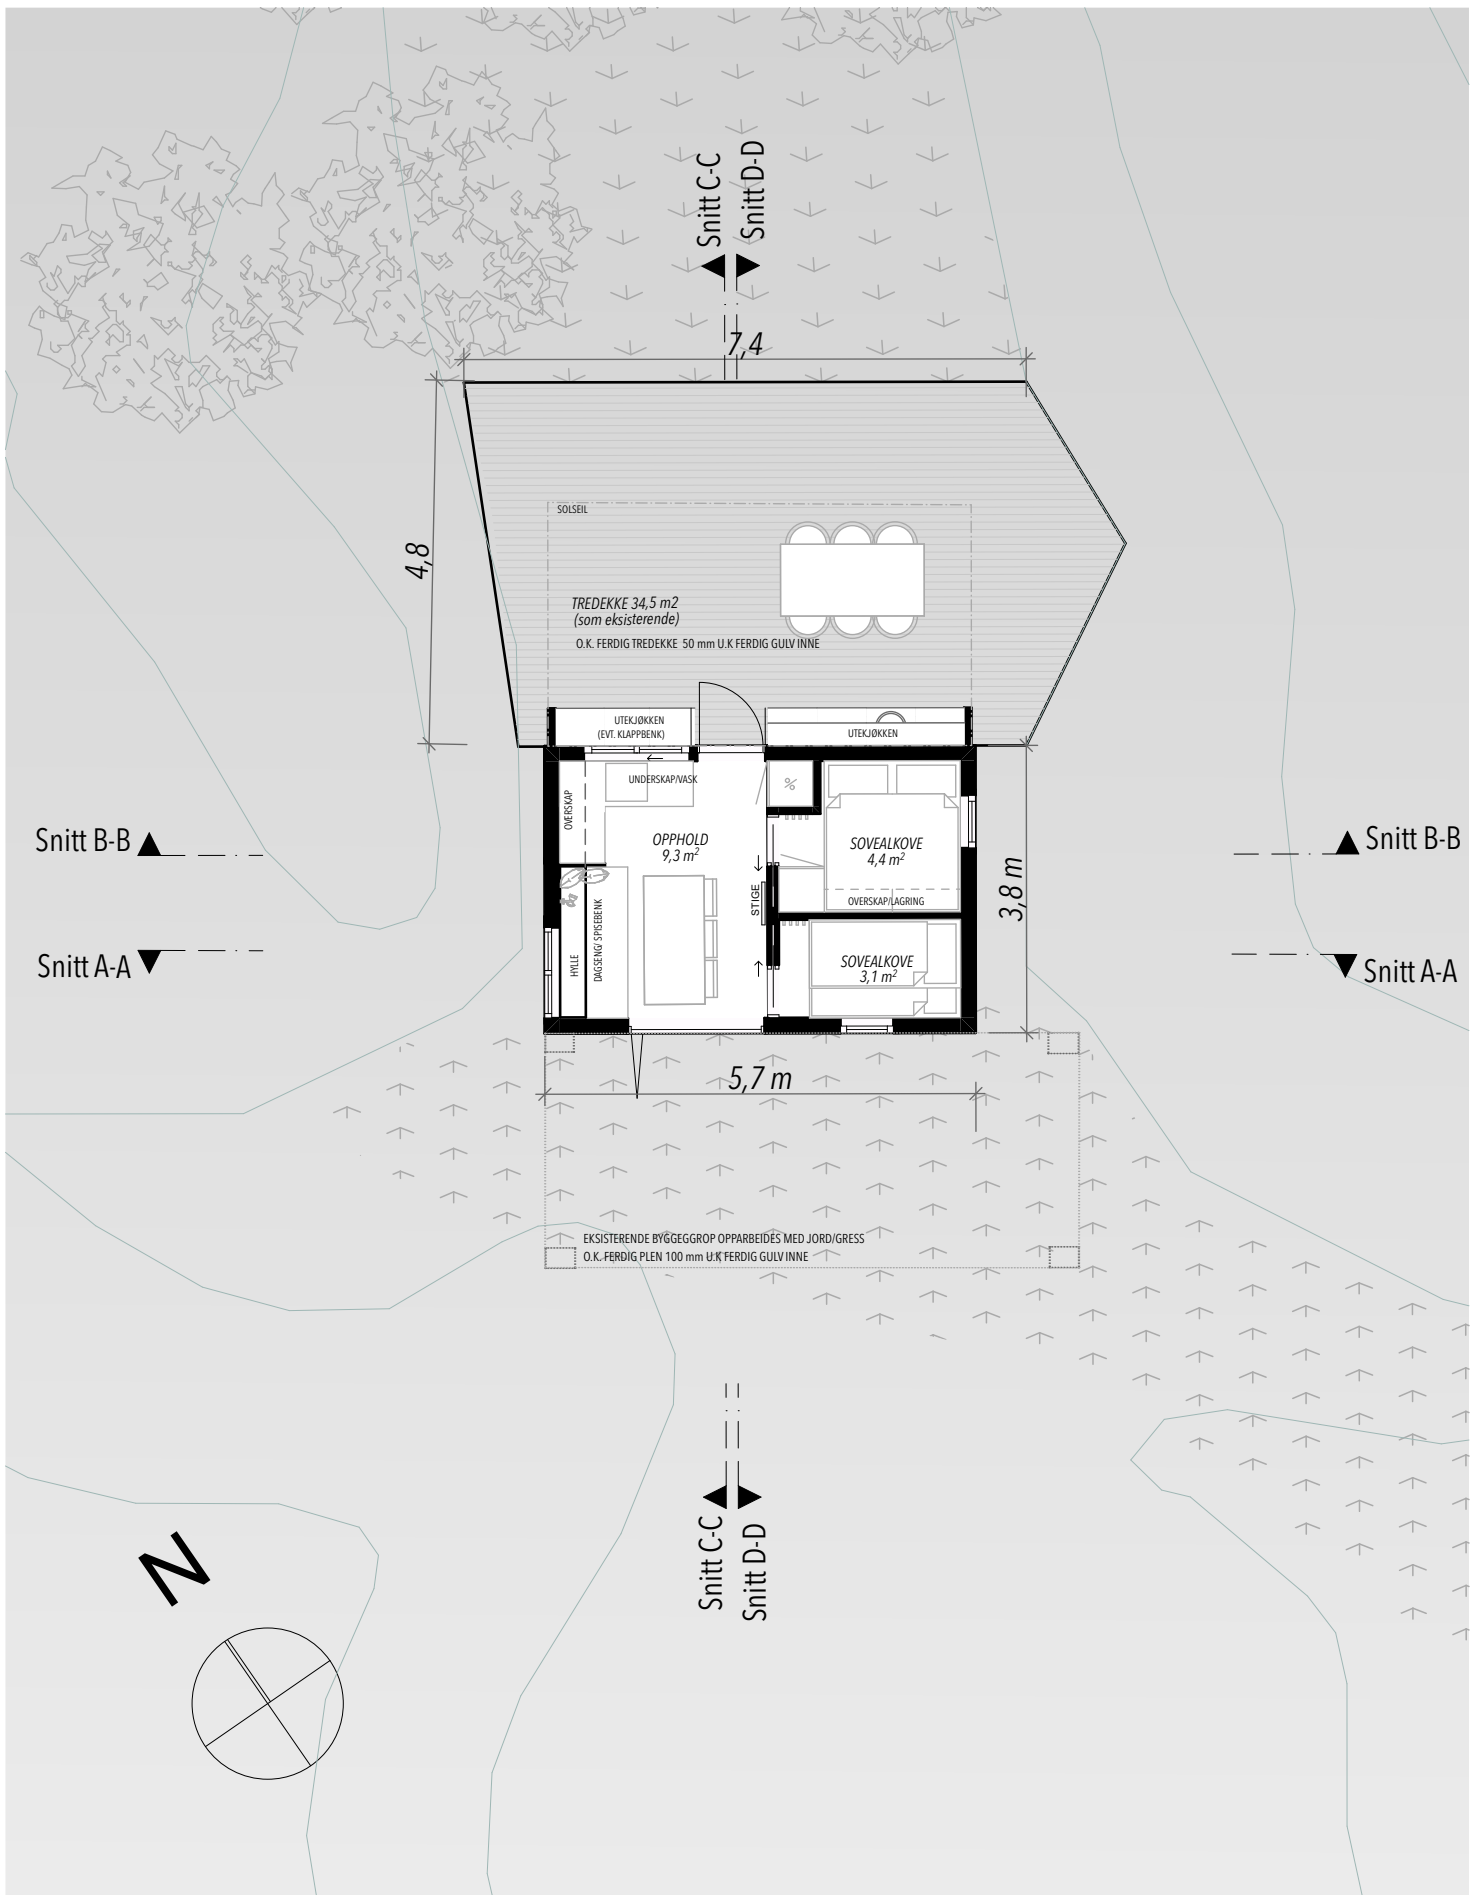 Snitt C-C
Snitt D-D
7,4
4,8
SOLSEIL
TREDEKKE 34,5 m2
(som eksisterende)
O.K. FERDIG TREDEKKE 50 mm U.K FERDIG GULV INNE
UTEKJØKKEN
(EVT. KLAPPBENK)
UTEKJØKKEN
UNDERSKAP/VASK
%
OVERSKAP
OPPHOLD
9,3 m²
SOVEALKOVE
4,4 m²
Snitt B-B
Snitt B-B
STIGE
OVERSKAP/LAGRING
3,8 m
HYLLE
DAGSENG/ SPISEBENK
SOVEALKOVE
3,1 m²
Snitt A-A
Snitt A-A
5,7 m
EKSISTERENDE BYGGEGGROP OPPARBEIDES MED JORD/GRESS
O.K. FERDIG PLEN 100 mm U.K FERDIG GULV INNE
Snitt C-C
Snitt D-D
N